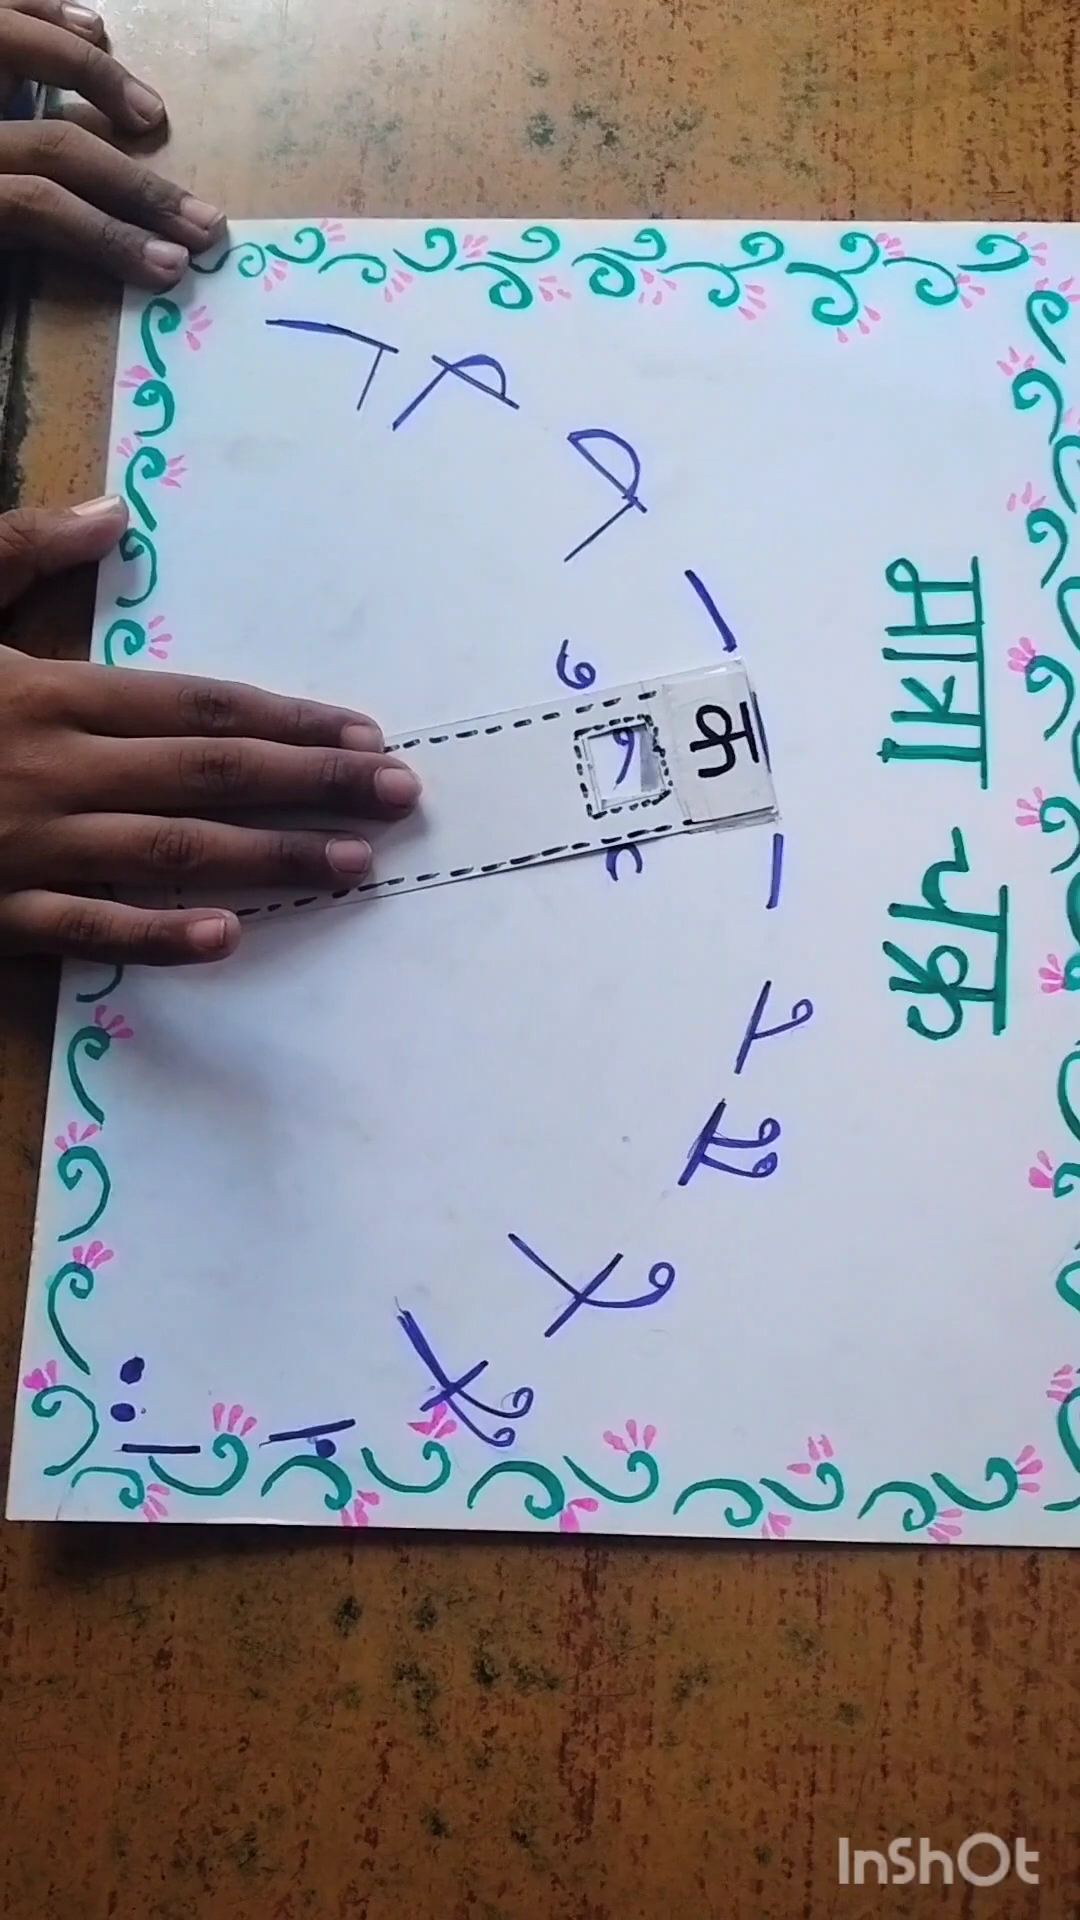 मात्रा चक्र
ा ि ी ु क ू ृ े ै ो ौ ं ः
InShOt